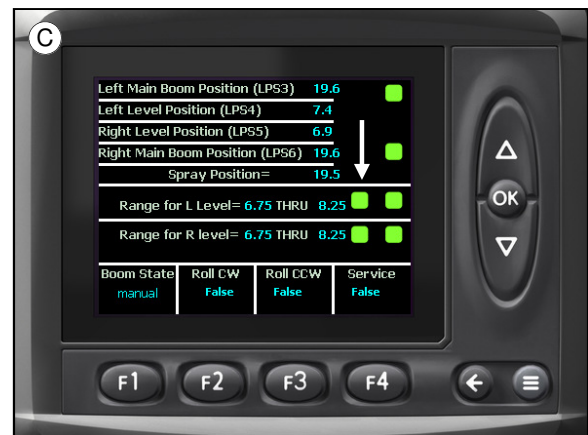 C
Left Main Boom Position (LPS3) 19.6
Left Level Position (LPS4) 7.4
Right Level Position (LPS5) 6.9
Right Main Boom Position (LPS6) 19.6
Spray Position= 19.5
Range for L Level= 6.75 THRU 8.25
Range for R level= 6.75 THRU 8.25
Boom State Roll CW Roll CCW Service
manual False False False
OK
F1 F2 F3 F4